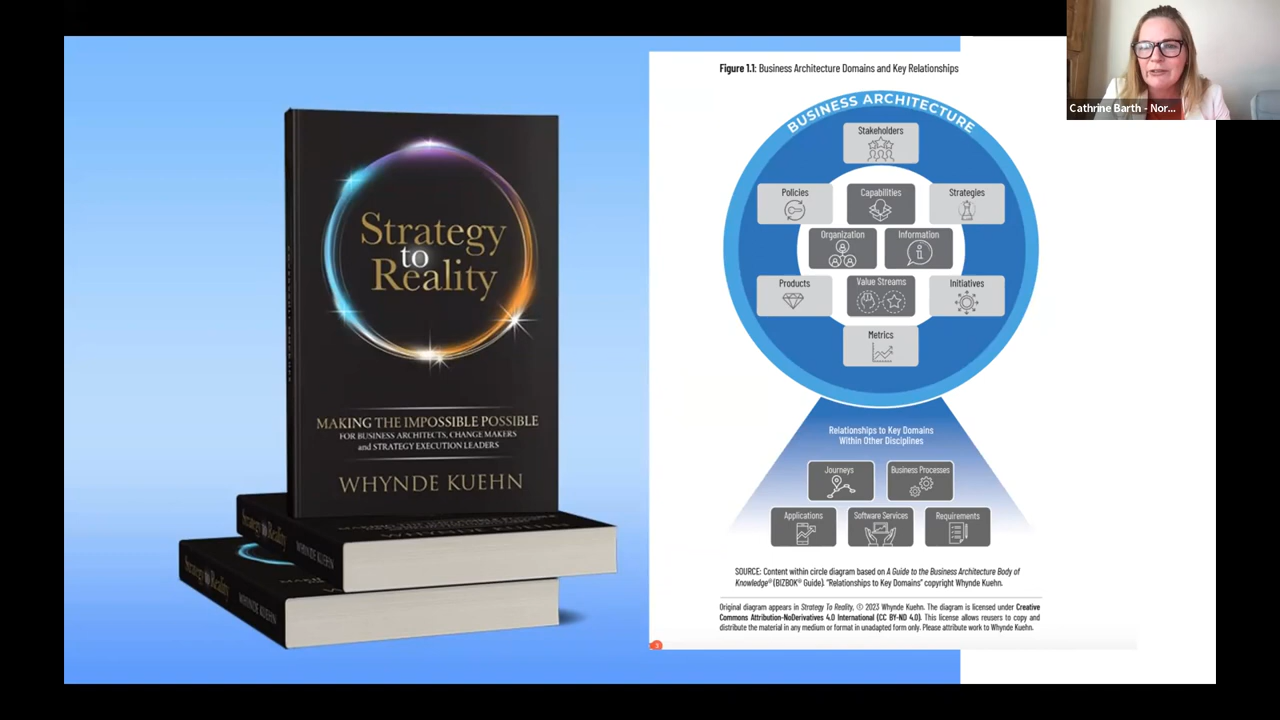 Strategy
to
Reality
MAKING THE IMPOSSIBLE POSSIBLE
FOR BUSINESS ARCHITECTS, CHANGE MAKERS
and STRATEGY EXECUTION LEADERS
WHYNDE KUEHN
Strategy to Reality
WHYNDE KUEHN
WHYNDE KUEHN
Strategy to Reality
WHYNDE KUEHN
Figure 1.1: Business Architecture Domains and Key Relationships
BUSINESS ARCHITECTURE
Stakeholders
Policies
Capabilities
Strategies
Organization
Information
Products
Value Streams
Initiatives
Metrics
Relationships to Key Domains
Within Other Disciplines
Journeys
Business Processes
Applications
Software Services
Requirements
SOURCE: Content within circle diagram based on A Guide to the Business Architecture Body of
Knowledge® (BIZBOK® Guide). "Relationships to Key Domains" copyright Whynde Kuehn.
Original diagram appears in Strategy To Reality, © 2023 Whynde Kuehn. The diagram is licensed under Creative
Commons Attribution-NoDerivatives 4.0 International (CC BY-ND 4.0). This license allows reusers to copy and
distribute the material in any medium or format in unadapted form only. Please attribute work to Whynde Kuehn.
3
Cathrine Barth - Nor...